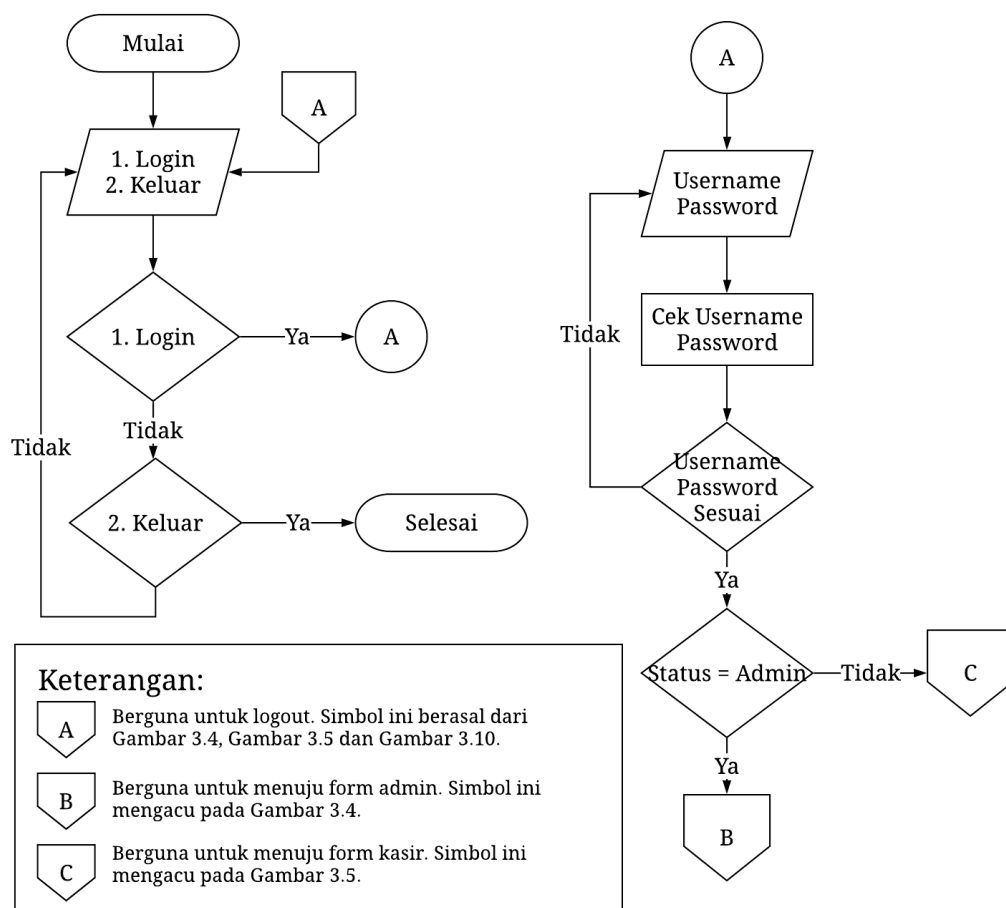 Mulai
A
1. Login
2. Keluar
1. Login
Ya
A
Tidak
Tidak
2. Keluar
Ya
Selesai
A
Username
Password
Cek Username
Password
Tidak
Username
Password
Sesuai
Ya
Status = Admin
Tidak
C
Ya
B
Keterangan:
A
Berguna untuk logout. Simbol ini berasal dari
Gambar 3.4, Gambar 3.5 dan Gambar 3.10.
B
Berguna untuk menuju form admin. Simbol ini
mengacu pada Gambar 3.4.
C
Berguna untuk menuju form kasir. Simbol ini
mengacu pada Gambar 3.5.